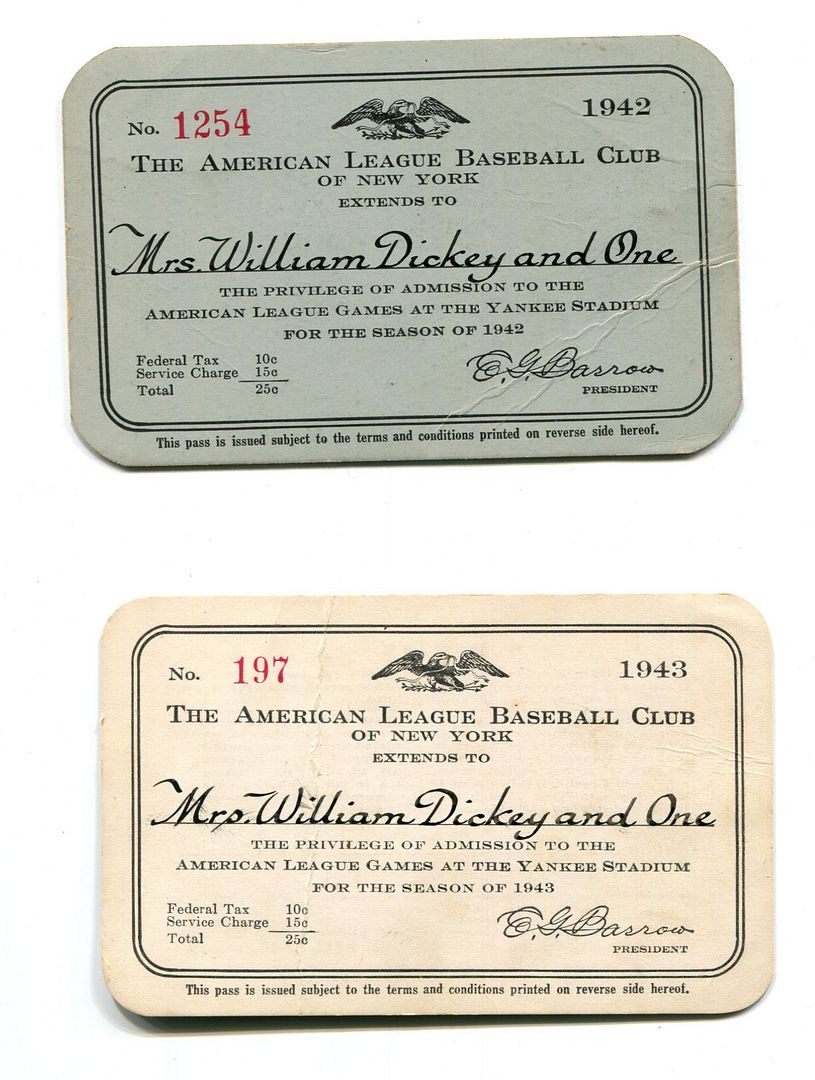 No. 1254 1942
THE AMERICAN LEAGUE BASEBALL CLUB
OF NEW YORK
EXTENDS TO
Mrs. William Dickey and One
THE PRIVILEGE OF ADMISSION TO THE
AMERICAN LEAGUE GAMES AT THE YANKEE STADIUM
FOR THE SEASON OF 1942
Federal Tax 10c
Service Charge 15c
Total 25c
E. G. Barrow
PRESIDENT
This pass is issued subject to the terms and conditions printed on reverse side hereof.
No. 197 1943
THE AMERICAN LEAGUE BASEBALL CLUB
OF NEW YORK
EXTENDS TO
Mrs. William Dickey and One
THE PRIVILEGE OF ADMISSION TO THE
AMERICAN LEAGUE GAMES AT THE YANKEE STADIUM
FOR THE SEASON OF 1943
Federal Tax 10c
Service Charge 15c
Total 25c
E. G. Barrow
PRESIDENT
This pass is issued subject to the terms and conditions printed on reverse side hereof.